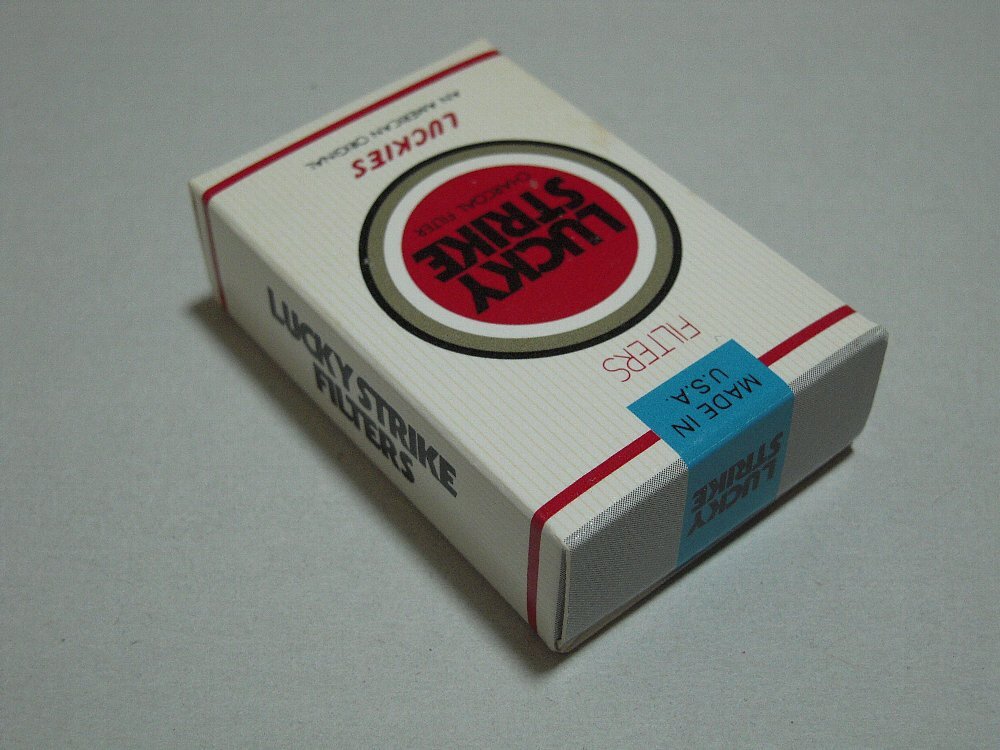 MADE IN
U.S.A.
LUCKY
STRIKE
FILTERS
LUCKY
STRIKE
CHARCOAL FILTER
LUCKIES
AN AMERICAN ORIGINAL
LUCKY STRIKE
FILTERS